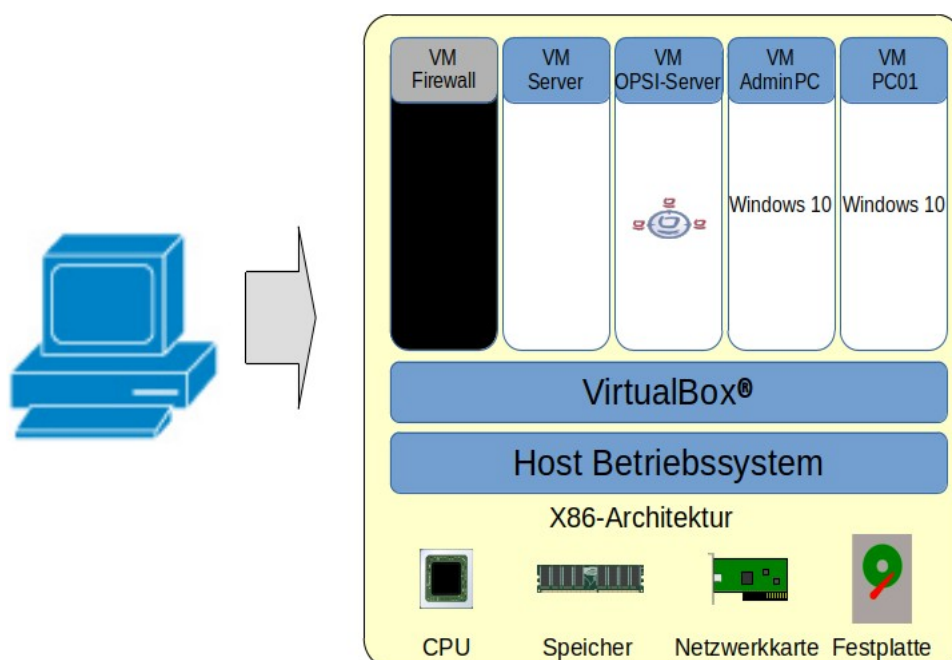 VM
Firewall
VM
Server
VM
OPSI-Server
VM
AdminPC
VM
PC01
Windows 10
Windows 10
VirtualBox®
Host Betriebssystem
X86-Architektur
CPU
Speicher
Netzwerkkarte
Festplatte